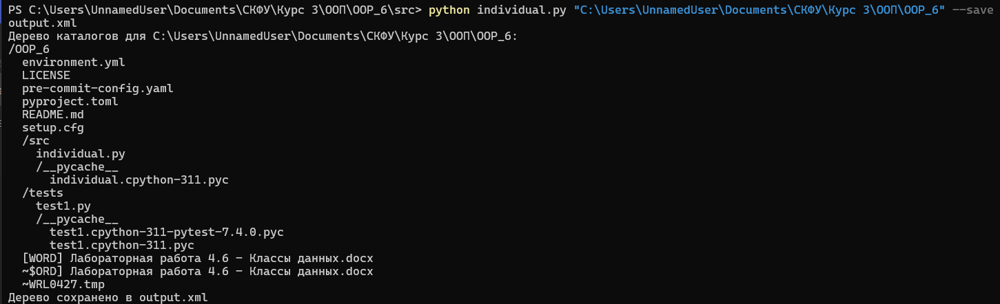 PS C:\Users\UnnamedUser\Documents\СКФУ\Курс 3\ООП\OOP_6\src> python individual.py "C:\Users\UnnamedUser\Documents\СКФУ\Курс 3\ООП\OOP_6" --save
output.xml
Дерево каталогов для C:\Users\UnnamedUser\Documents\СКФУ\Курс 3\ООП\OOP_6:
/OOP_6
  environment.yml
  LICENSE
  pre-commit-config.yaml
  pyproject.toml
  README.md
  setup.cfg
  /src
    individual.py
    /__pycache__
      individual.cpython-311.pyc
  /tests
    test1.py
    /__pycache__
      test1.cpython-311-pytest-7.4.0.pyc
      test1.cpython-311.pyc
  [WORD] Лабораторная работа 4.6 - Классы данных.docx
  ~$ORD] Лабораторная работа 4.6 - Классы данных.docx
  ~WRL0427.tmp
Дерево сохранено в output.xml